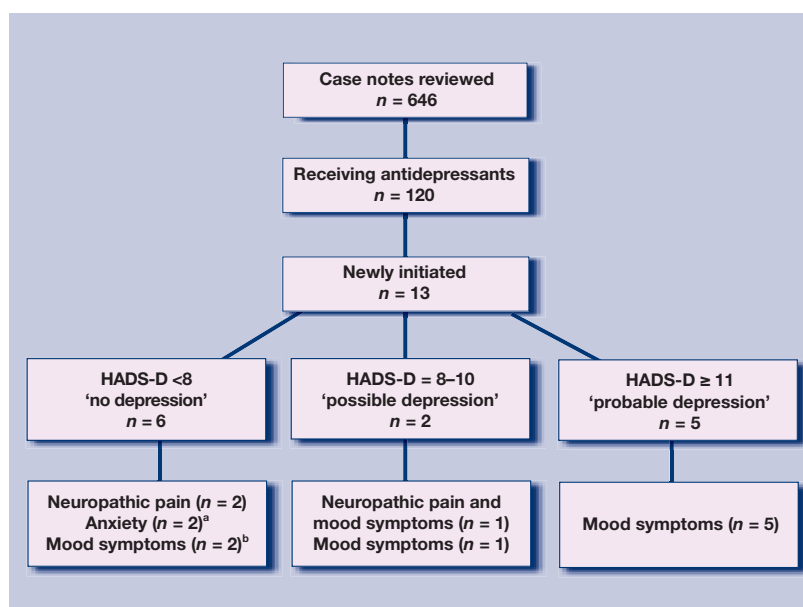 Case notes reviewed
n = 646
Receiving antidepressants
n = 120
Newly initiated
n = 13
HADS-D <8
‘no depression’
n = 6
HADS-D = 8–10
‘possible depression’
n = 2
HADS-D ≥ 11
‘probable depression’
n = 5
Neuropathic pain (n = 2)
Anxiety (n = 2)a
Mood symptoms (n = 2)b
Neuropathic pain and
mood symptoms (n = 1)
Mood symptoms (n = 1)
Mood symptoms (n = 5)